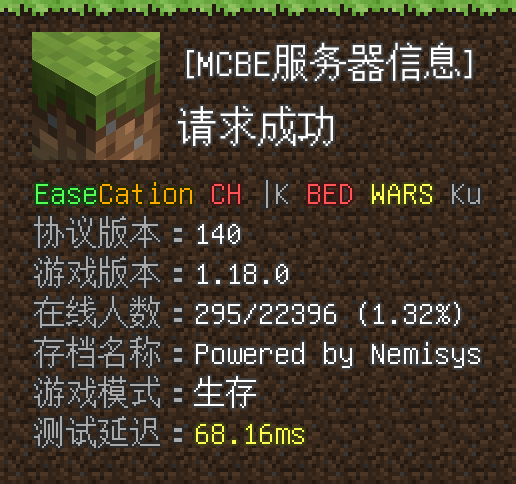 [MCBE服务器信息]
请求成功
EaseCation CH |K BED WARS Ku
协议版本：140
游戏版本：1.18.0
在线人数：295/22396 (1.32%)
存档名称：Powered by Nemisys
游戏模式：生存
测试延迟：68.16ms